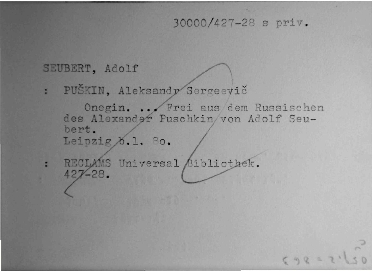 30000/427-28 s priv.
SEUBERT, Adolf
: PUŠKIN, Aleksandr Sergeevič
Onegin. ... Frei aus dem Russischen
des Alexander Puschkin von Adolf Seu-
bert.
Leipzig b.l. 8o.
: RECLAMS Universal Bibliothek.
427-28.